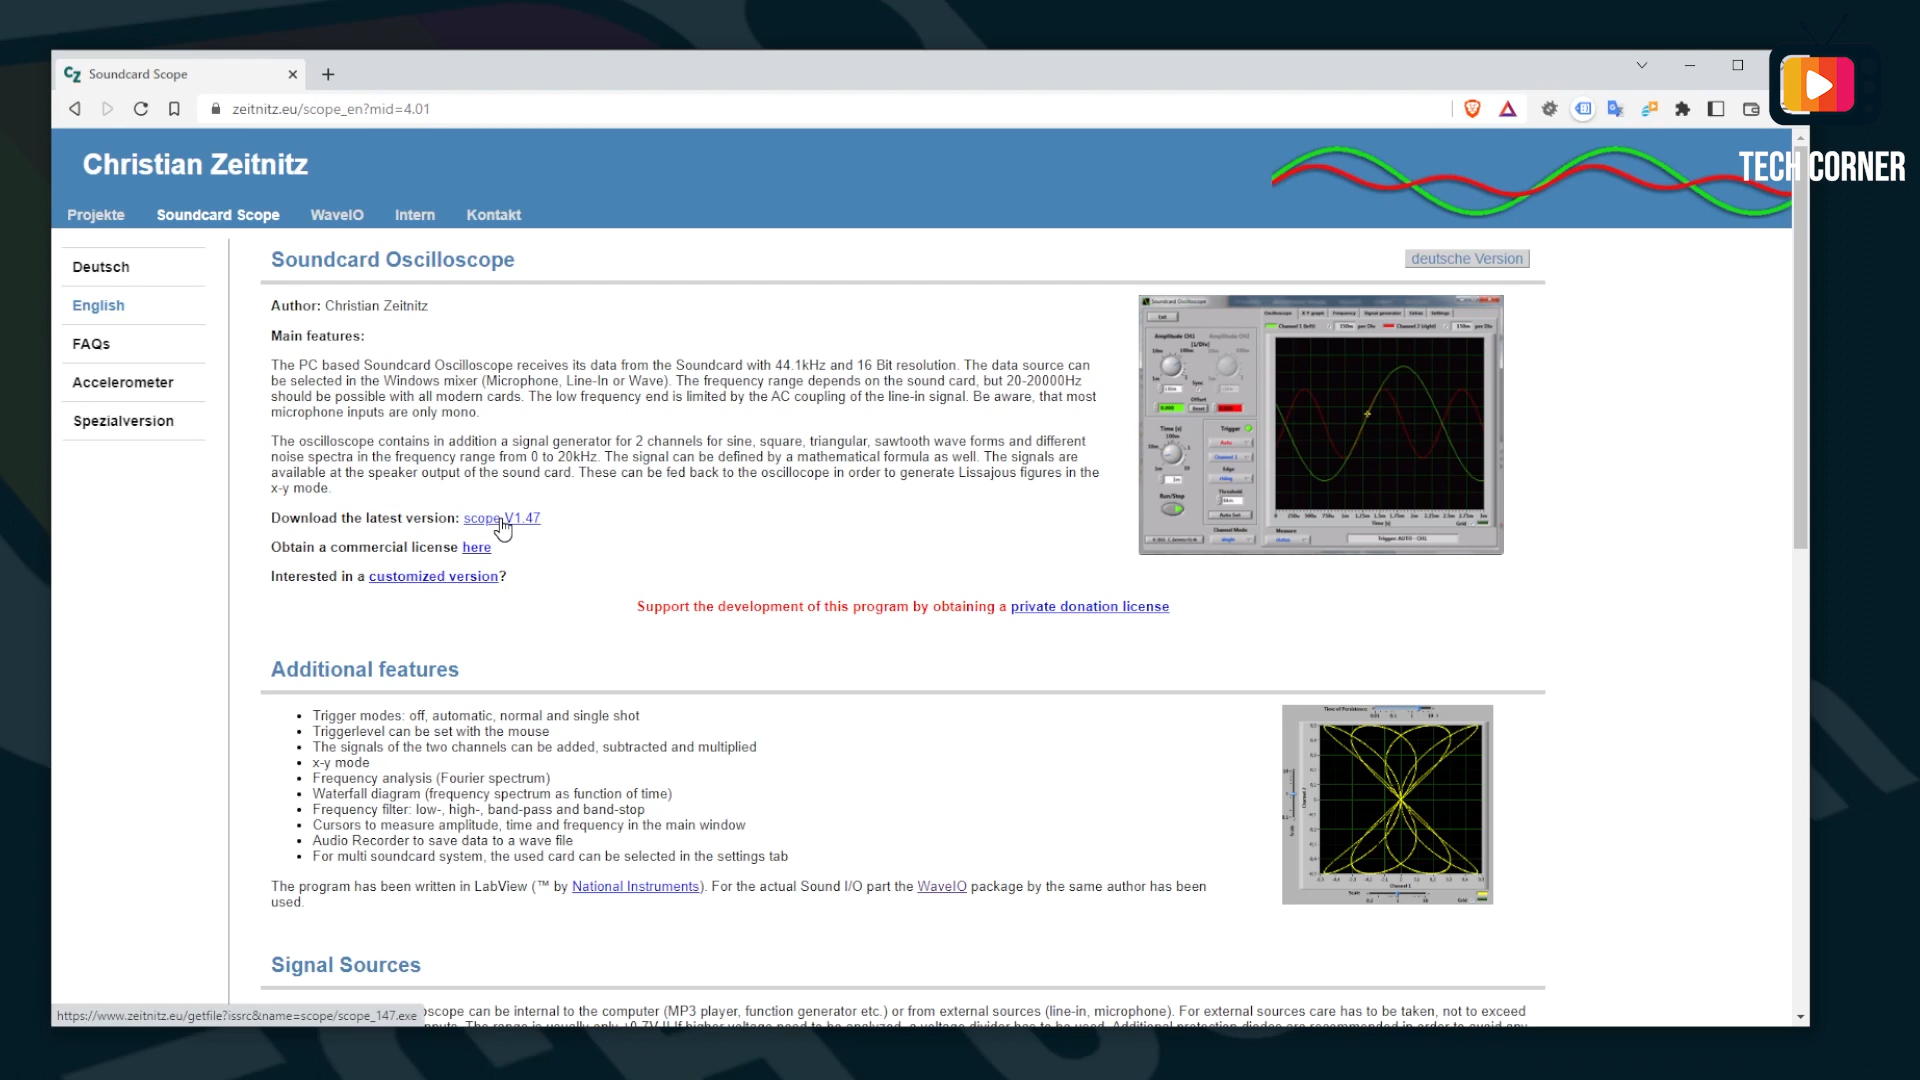 Soundcard Scope
zeitnitz.eu/scope_en?mid=4.01
TECH CORNER
Christian Zeitnitz
Projekte Soundcard Scope WaveIO Intern Kontakt
Deutsch
English
FAQs
Accelerometer
Spezialversion
Soundcard Oscilloscope
deutsche Version
Author: Christian Zeitnitz
Main features:
The PC based Soundcard Oscilloscope receives its data from the Soundcard with 44.1kHz and 16 Bit resolution. The data source can
be selected in the Windows mixer (Microphone, Line-In or Wave). The frequency range depends on the sound card, but 20-20000Hz
should be possible with all modern cards. The low frequency end is limited by the AC coupling of the line-in signal. Be aware, that most
microphone inputs are only mono.
The oscilloscope contains in addition a signal generator for 2 channels for sine, square, triangular, sawtooth wave forms and different
noise spectra in the frequency range from 0 to 20kHz. The signal can be defined by a mathematical formula as well. The signals are
available at the speaker output of the sound card. These can be fed back to the oscillocope in order to generate Lissajous figures in the
x-y mode.
Download the latest version: scope V1.47
Obtain a commercial license here
Interested in a customized version?
Support the development of this program by obtaining a private donation license
Additional features
• Trigger modes: off, automatic, normal and single shot
• Triggerlevel can be set with the mouse
• The signals of the two channels can be added, subtracted and multiplied
• x-y mode
• Frequency analysis (Fourier spectrum)
• Waterfall diagram (frequency spectrum as function of time)
• Frequency filter: low-, high-, band-pass and band-stop
• Cursors to measure amplitude, time and frequency in the main window
• Audio Recorder to save data to a wave file
• For multi soundcard system, the used card can be selected in the settings tab
The program has been written in LabView (™ by National Instruments). For the actual Sound I/O part the WaveIO package by the same author has been
used.
Signal Sources
scope can be internal to the computer (MP3 player, function generator etc.) or from external sources (line-in, microphone). For external sources care has to be taken, not to exceed
https://www.zeitnitz.eu/getfile?issrc&name=scope/scope_147.exe